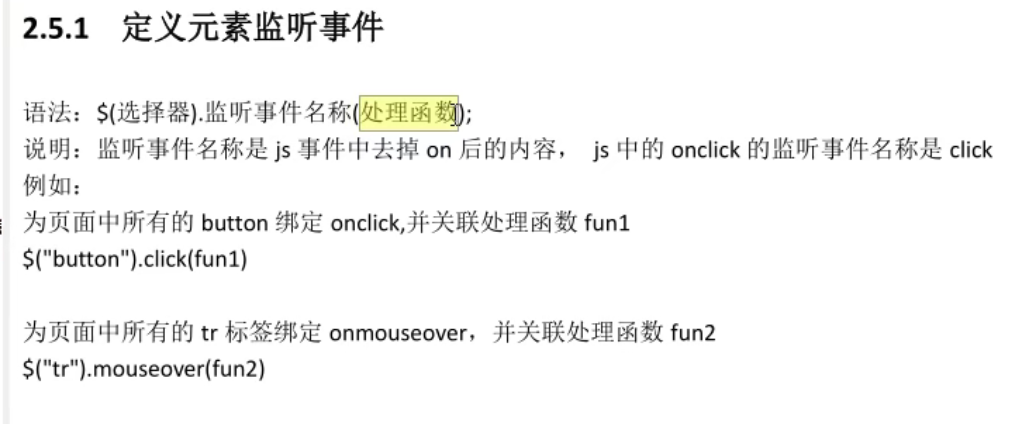 2.5.1 定义元素监听事件
语法：$(选择器).监听事件名称(处理函数);
说明：监听事件名称是 js 事件中去掉 on 后的内容， js 中的 onclick 的监听事件名称是 click
例如：
为页面中所有的 button 绑定 onclick,并关联处理函数 fun1
$("button").click(fun1)
为页面中所有的 tr 标签绑定 onmouseover，并关联处理函数 fun2
$("tr").mouseover(fun2)